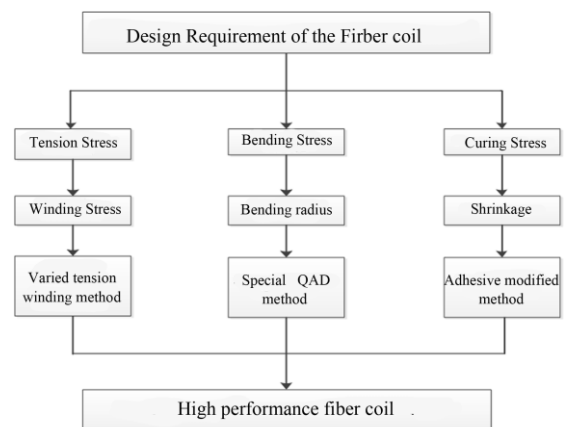 Design Requirement of the Firber coil
Tension Stress
Bending Stress
Curing Stress
Winding Stress
Bending radius
Shrinkage
Varied tension
winding method
Special QAD
method
Adhesive modified
method
High performance fiber coil .